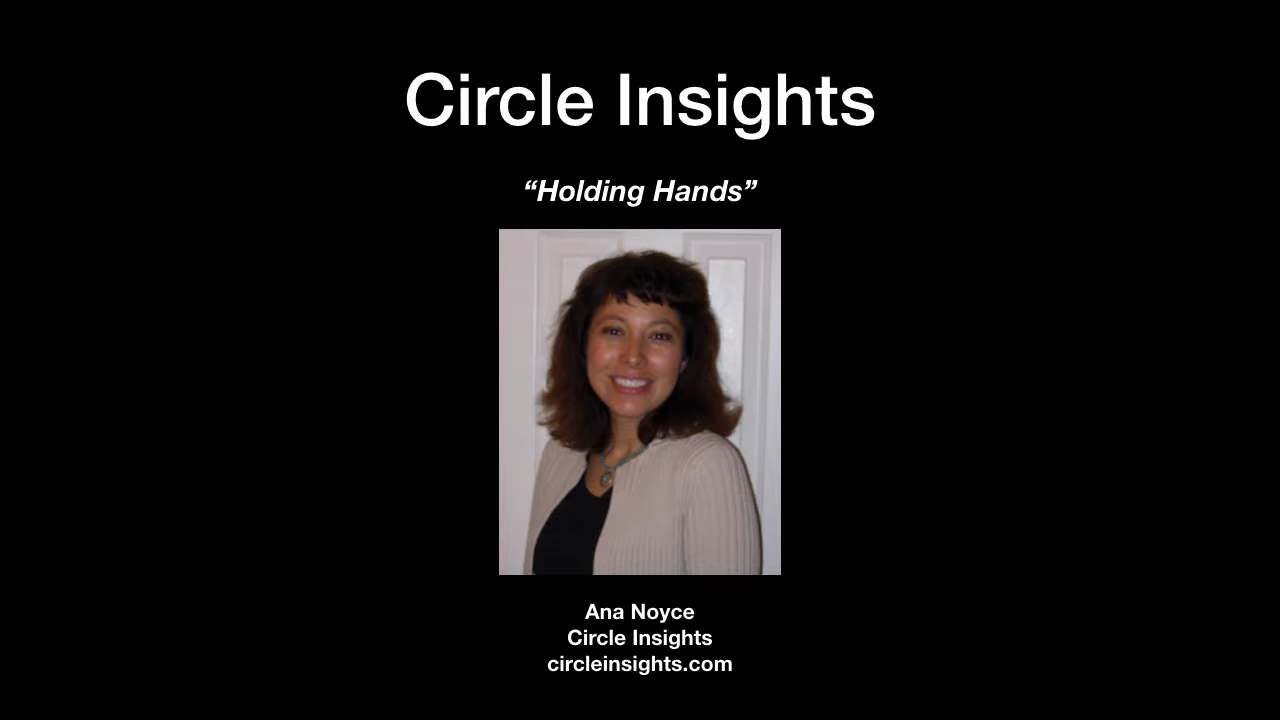 Circle Insights
“Holding Hands”
Ana Noyce
Circle Insights
circleinsights.com